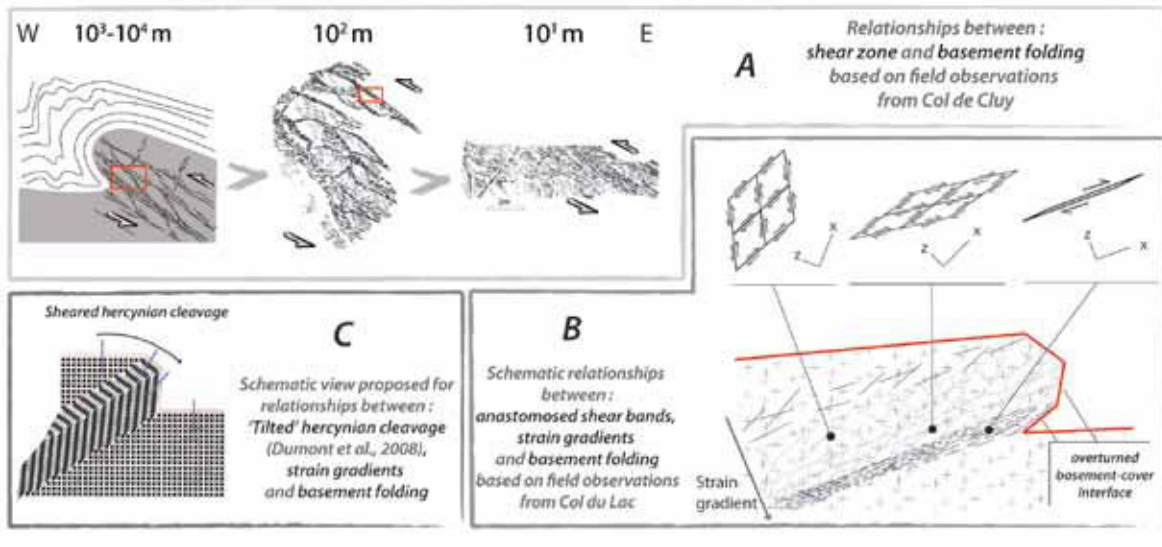 W 10³-10⁴ m 10² m 10¹ m E
A
Relationships between :
shear zone and basement folding
based on field observations
from Col de Cluy
x
z
x
z
x
z
Sheared hercynian cleavage
C
Schematic view proposed for
relationships between :
'Tilted' hercynian cleavage
(Dumont et al., 2008),
strain gradients
and basement folding
B
Schematic relationships
between :
anastomosed shear bands,
strain gradients
and basement folding
based on field observations
from Col du Lac
Strain
gradient
overturned
basement-cover
interface